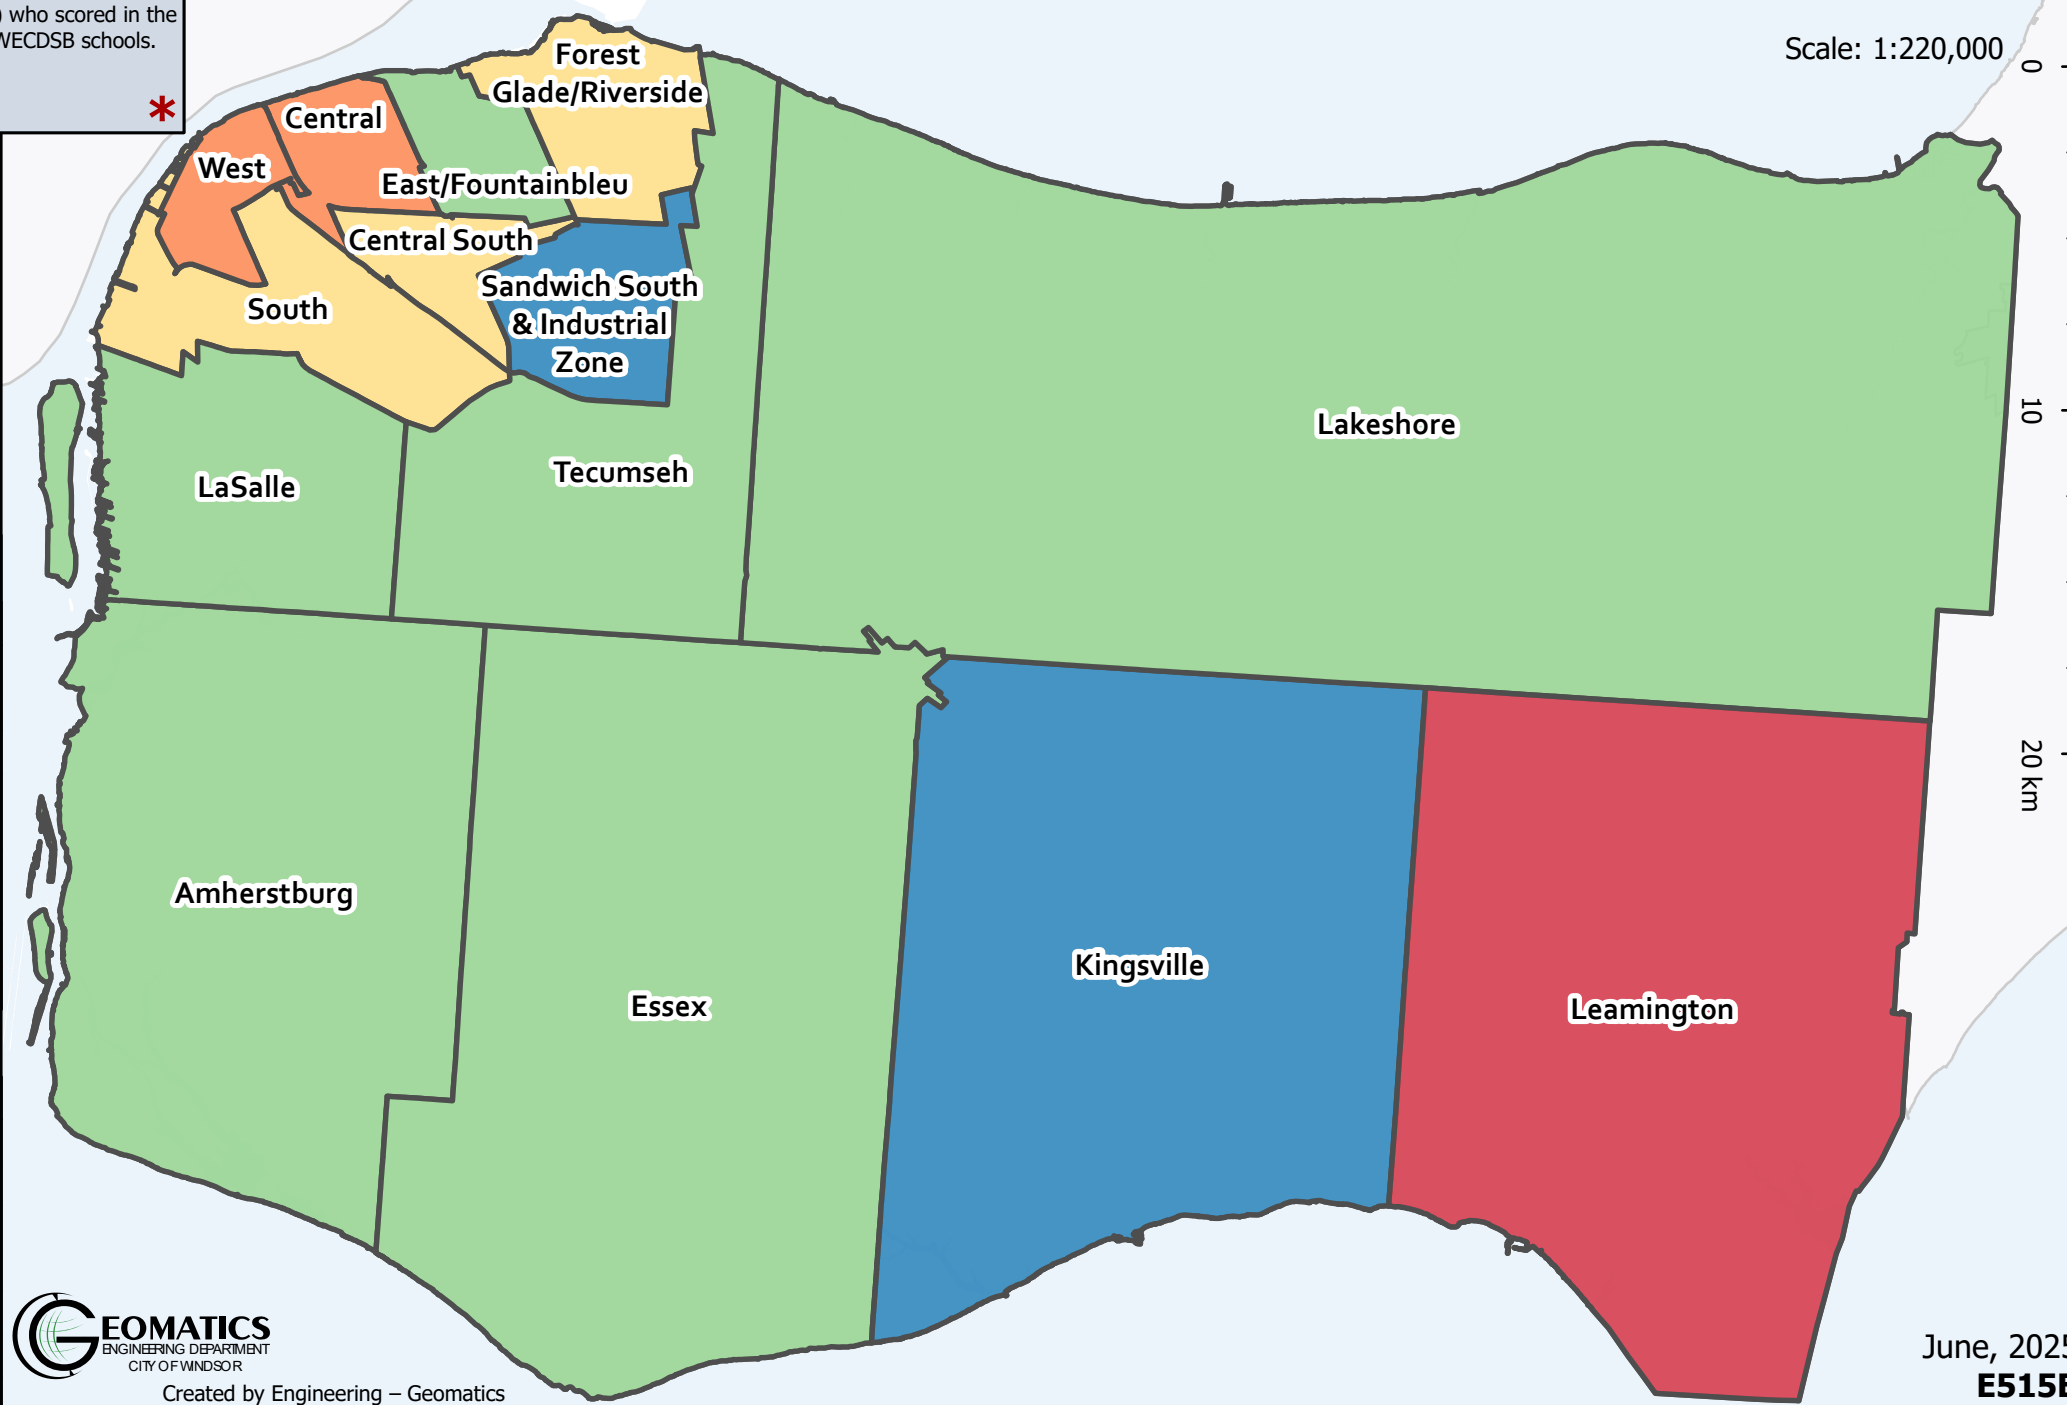 ) who scored in the
WECDSB schools.
*
Scale: 1:220,000
0
10
20 km
Forest
Glade/Riverside
Central
West
East/Fountainbleu
Central South
Sandwich South
& Industrial
Zone
South
Lakeshore
LaSalle
Tecumseh
Amherstburg
Essex
Kingsville
Leamington
GEOMATICS
ENGINEERING DEPARTMENT
CITY OF WINDSOR
Created by Engineering – Geomatics
June, 2025
E515B